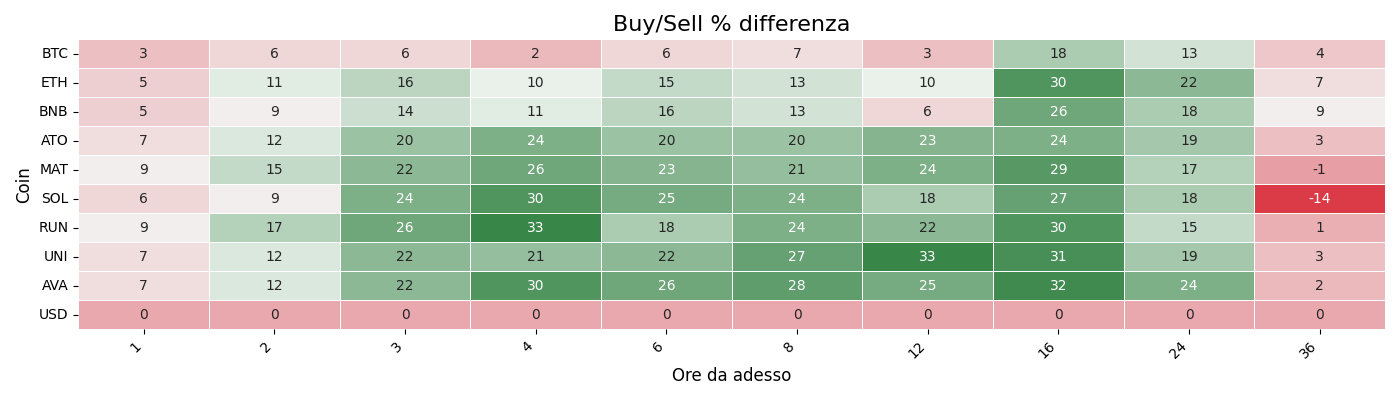 Buy/Sell % differenza
Coin
BTC 3 6 6 2 6 7 3 18 13 4
ETH 5 11 16 10 15 13 10 30 22 7
BNB 5 9 14 11 16 13 6 26 18 9
ATO 7 12 20 24 20 20 23 24 19 3
MAT 9 15 22 26 23 21 24 29 17 -1
SOL 6 9 24 30 25 24 18 27 18 -14
RUN 9 17 26 33 18 24 22 30 15 1
UNI 7 12 22 21 22 27 33 31 19 3
AVA 7 12 22 30 26 28 25 32 24 2
USD 0 0 0 0 0 0 0 0 0 0
1 2 3 4 6 8 12 16 24 36
Ore da adesso